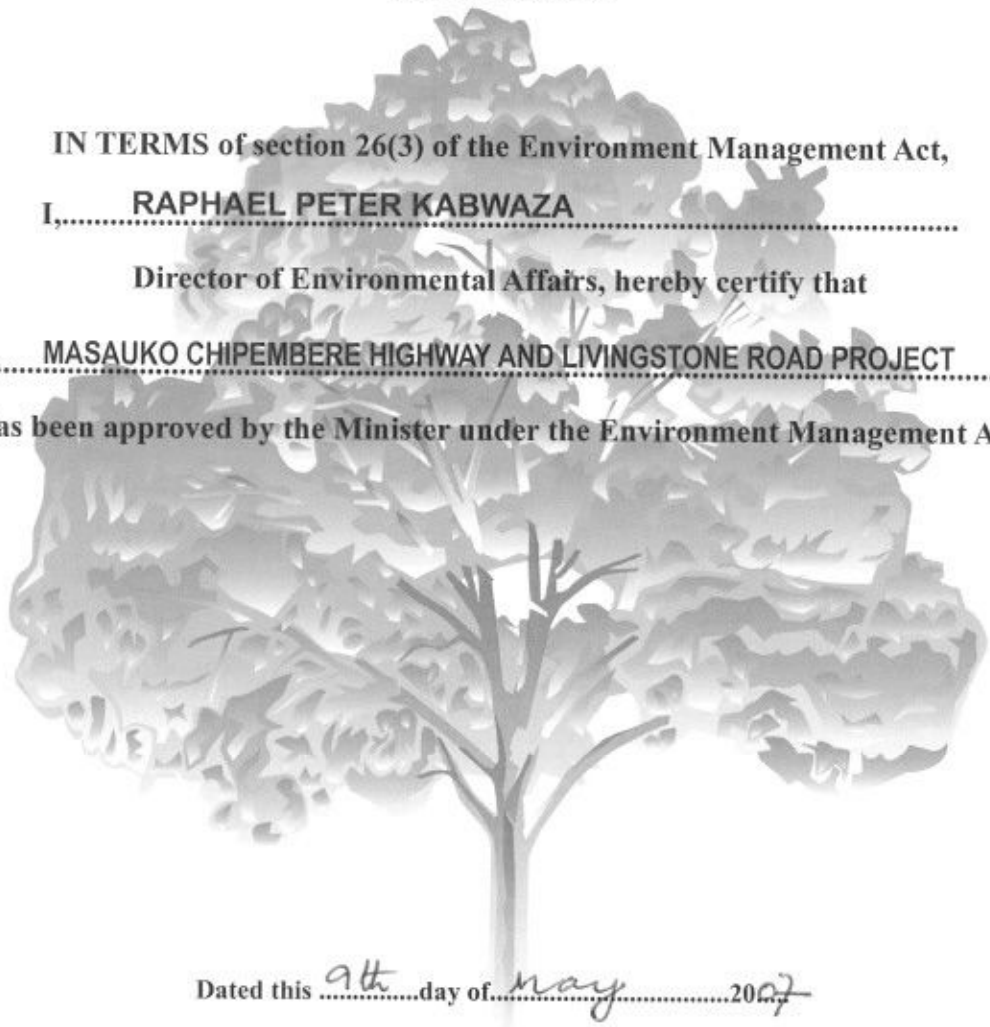 IN TERMS of section 26(3) of the Environment Management Act,
I,........RAPHAEL PETER KABWAZA........
Director of Environmental Affairs, hereby certify that
....MASAUKO CHIPEMBERE HIGHWAY AND LIVINGSTONE ROAD PROJECT....
as been approved by the Minister under the Environment Management A
Dated this 9th day of May 2007